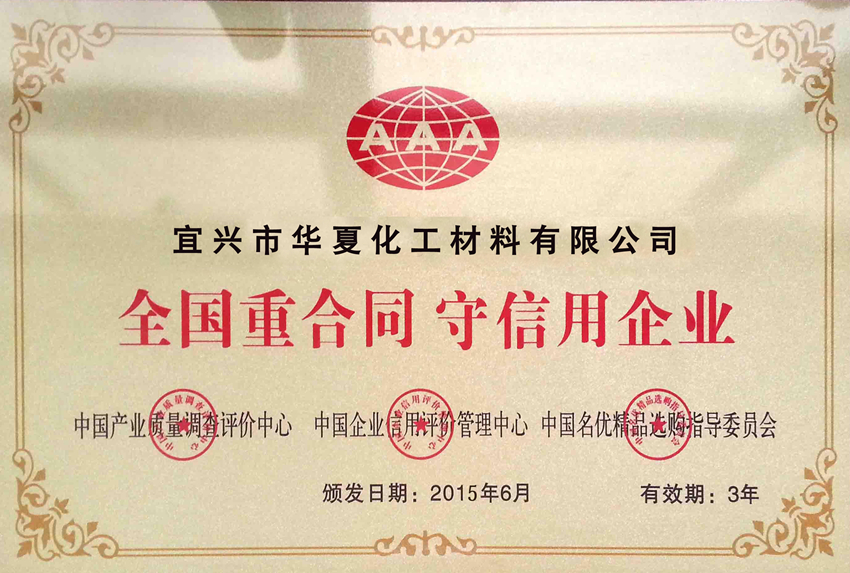 AAA
宜兴市华夏化工材料有限公司
全国重合同 守信用企业
中国产业质量调查评价中心 中国企业信用评价管理中心 中国名优精品选购指导委员会
颁发日期：2015年6月 有效期：3年